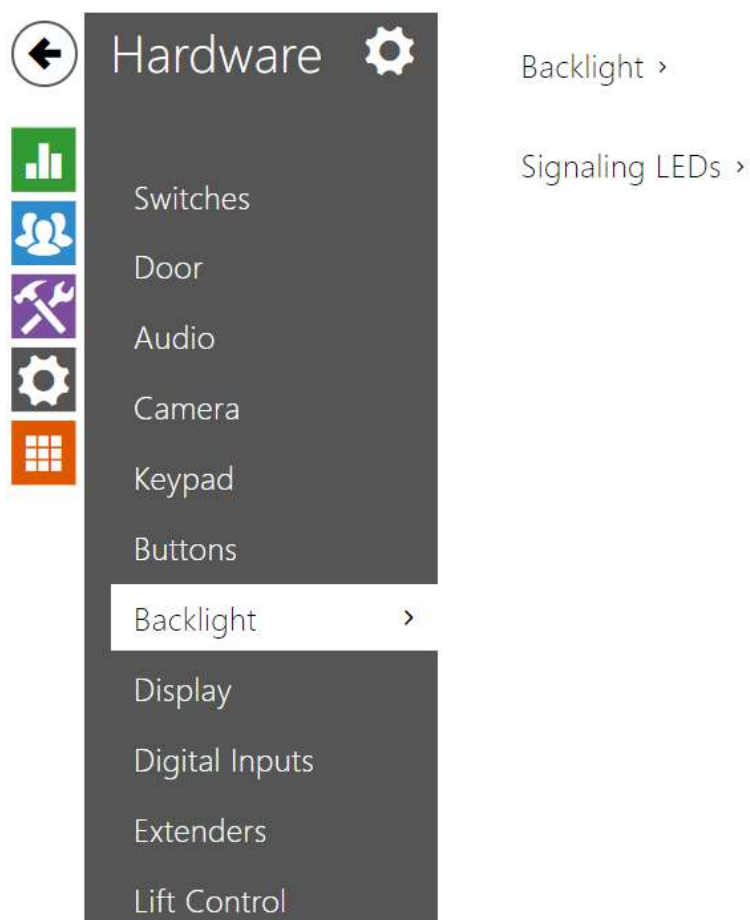 Hardware
Switches
Door
Audio
Camera
Keypad
Buttons
Backlight
Display
Digital Inputs
Extenders
Lift Control
Backlight
Signaling LEDs